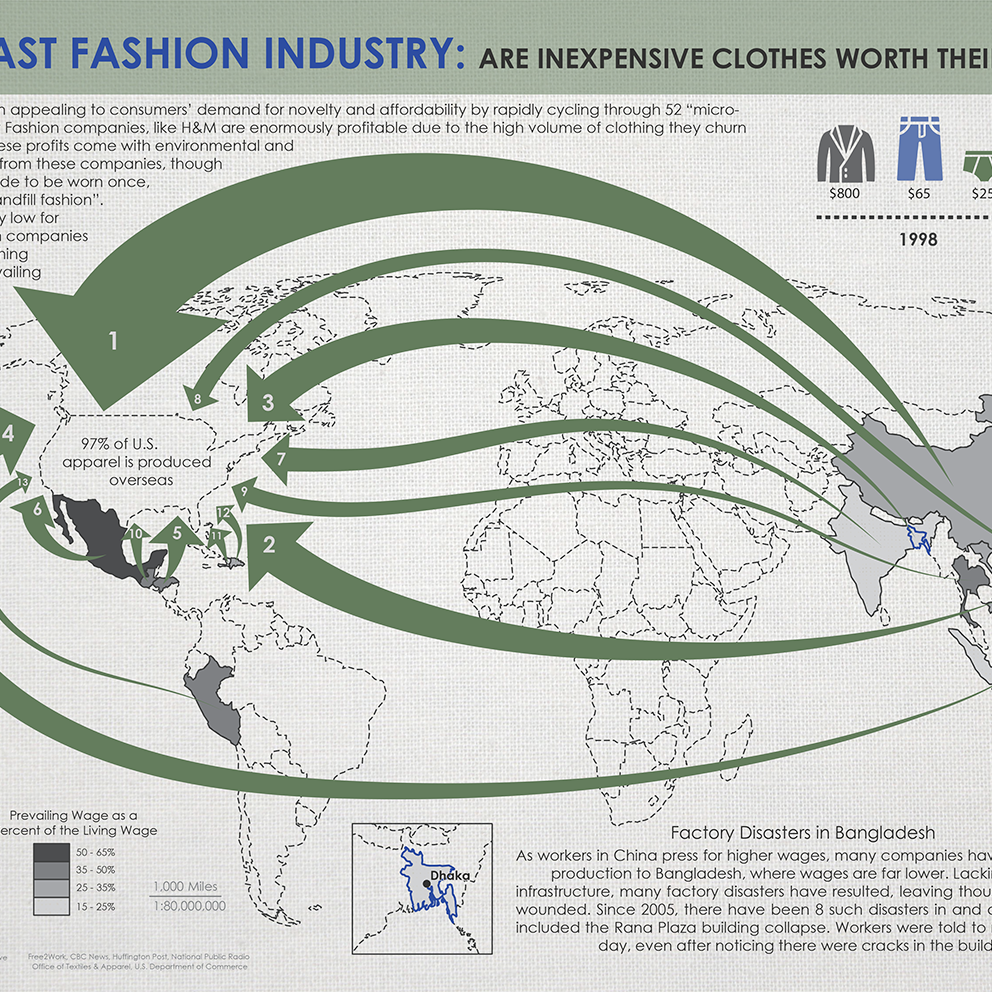 AST FASHION INDUSTRY: ARE INEXPENSIVE CLOTHES WORTH THEI
n appealing to consumers’ demand for novelty and affordability by rapidly cycling through 52 “micro-
Fashion companies, like H&M are enormously profitable due to the high volume of clothing they churn
ese profits come with environmental and
from these companies, though
de to be worn once,
andfill fashion”.
y low for
n companies
ning
vailing
$800
$65
$25
1998
1
8
3
4
97% of U.S.
apparel is produced
overseas
7
13
9
6
12
10
5
11
2
Prevailing Wage as a
ercent of the Living Wage
50 - 65%
35 - 50%
25 - 35%
15 - 25%
1,000 Miles
1:80,000,000
Dhaka
Factory Disasters in Bangladesh
As workers in China press for higher wages, many companies hav
production to Bangladesh, where wages are far lower. Lacki
infrastructure, many factory disasters have resulted, leaving thou
wounded. Since 2005, there have been 8 such disasters in and
included the Rana Plaza building collapse. Workers were told to
day, even after noticing there were cracks in the build
ve
Free2Work, CBC News, Huffington Post, National Public Radio
Office of Textiles & Apparel, U.S. Department of Commerce